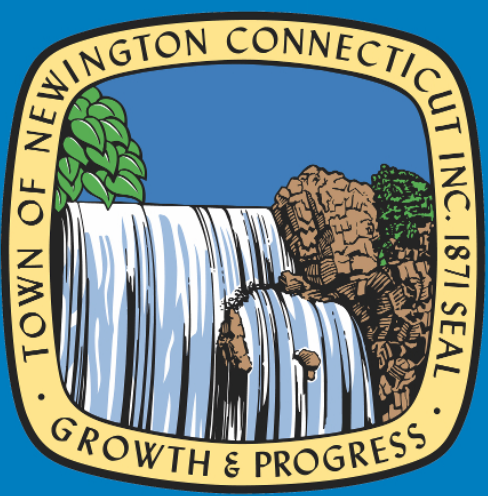 TOWN OF NEWINGTON CONNECTICUT INC. 1871 SEAL
• GROWTH & PROGRESS •